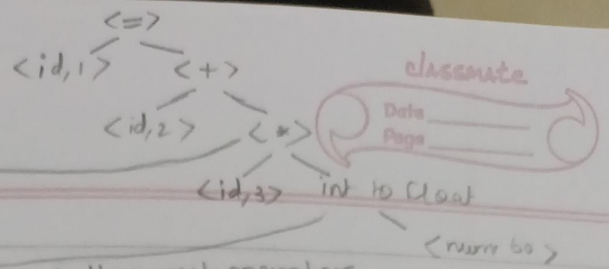 <=>
<id,1> <+>
classmate
Date
Page
<id,2> <*>
<id,3> int to float
<num 60>